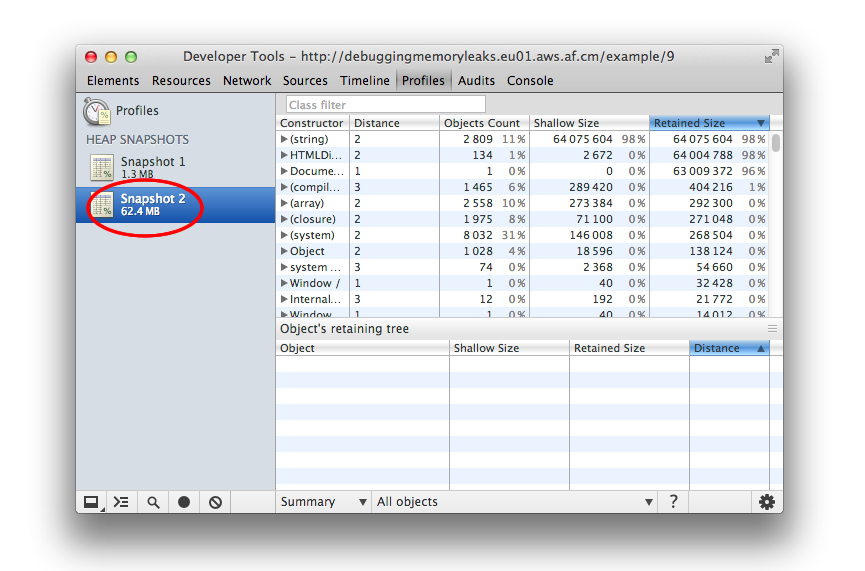 Developer Tools - http://debuggingmemoryleaks.eu01.aws.af.cm/example/9
Elements Resources Network Sources Timeline Profiles Audits Console
Profiles
HEAP SNAPSHOTS
Snapshot 1
1.3 MB
Snapshot 2
62.4 MB
Class filter
Constructor Distance Objects Count Shallow Size Retained Size ▼
▶(string) 2 2 809 11% 64 075 604 98% 64 075 604 98%
▶HTMLDi... 2 134 1% 2 672 0% 64 004 788 98%
▶Docume... 1 1 0% 0 0% 63 009 372 96%
▶(compil... 3 1 465 6% 289 420 0% 404 216 1%
▶(array) 2 2 558 10% 273 384 0% 292 300 0%
▶(closure) 2 1 975 8% 71 100 0% 271 048 0%
▶(system) 2 8 032 31% 146 008 0% 268 504 0%
▶Object 2 1 028 4% 18 596 0% 138 124 0%
▶system ... 3 74 0% 2 368 0% 54 660 0%
▶Window / 1 1 0% 40 0% 32 428 0%
▶Internal... 3 12 0% 192 0% 21 772 0%
▶Window 1 1 0% 40 0% 14 012 0%
Object's retaining tree
Object Shallow Size Retained Size Distance ▲
Summary ▼ All objects ▼ ?